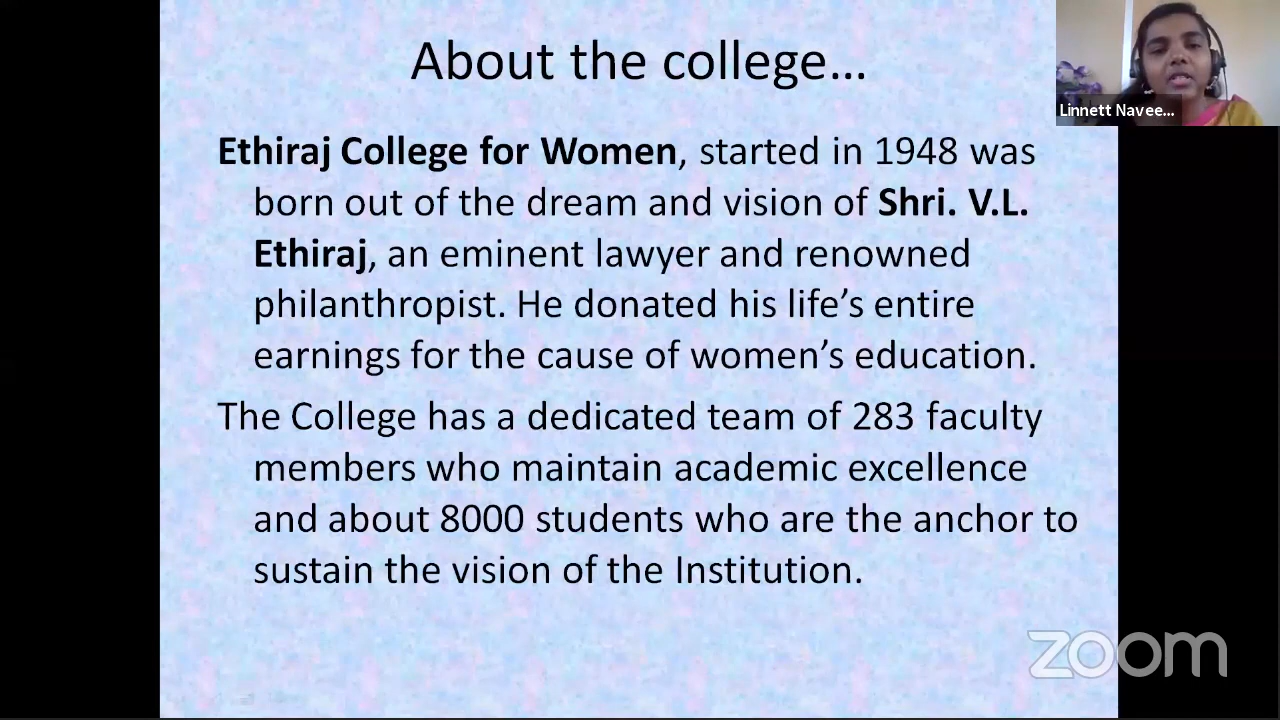 About the college…
Linnett Navee...
Ethiraj College for Women, started in 1948 was
born out of the dream and vision of Shri. V.L.
Ethiraj, an eminent lawyer and renowned
philanthropist. He donated his life’s entire
earnings for the cause of women’s education.
The College has a dedicated team of 283 faculty
members who maintain academic excellence
and about 8000 students who are the anchor to
sustain the vision of the Institution.
zoom